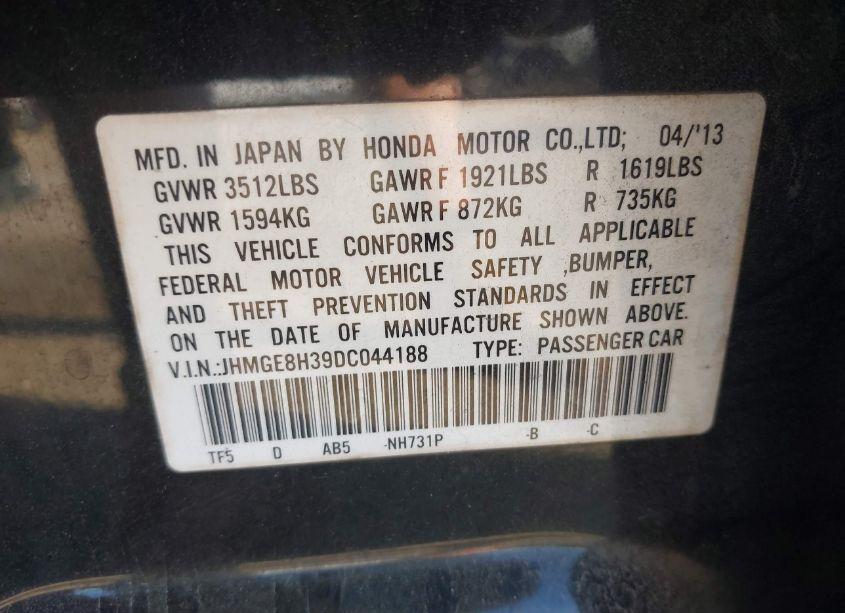 MFD. IN JAPAN BY HONDA MOTOR CO.,LTD; 04/'13
GVWR 3512LBS GAWR F 1921LBS R 1619LBS
GVWR 1594KG GAWR F 872KG R 735KG
THIS VEHICLE CONFORMS TO ALL APPLICABLE
FEDERAL MOTOR VEHICLE SAFETY ,BUMPER,
AND THEFT PREVENTION STANDARDS IN EFFECT
ON THE DATE OF MANUFACTURE SHOWN ABOVE.
V.I.N.:JHMGE8H39DC044188 TYPE: PASSENGER CAR
TF5 D AB5 -NH731P -B -C